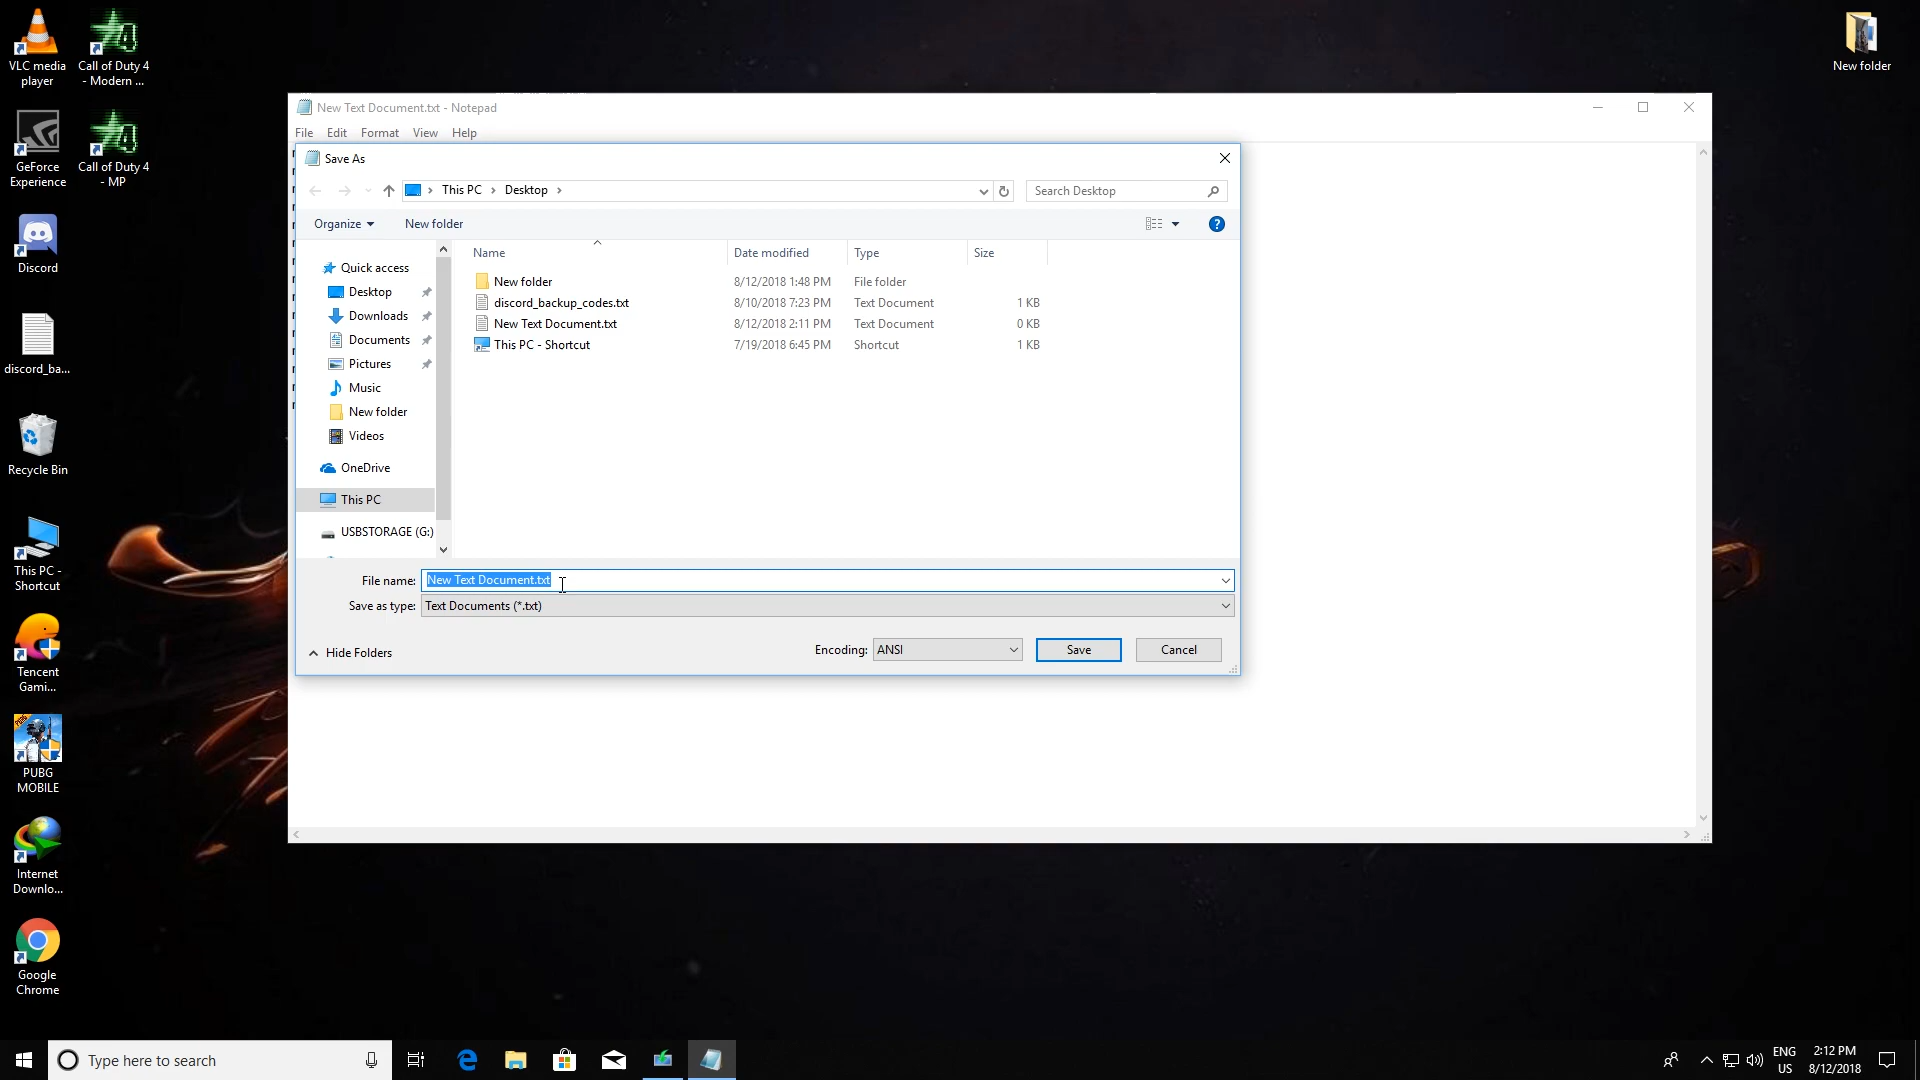 VLC media
player
Call of Duty 4
- Modern ...
New folder
GeForce
Experience
Call of Duty 4
- MP
Discord
discord_ba...
Recycle Bin
This PC -
Shortcut
Tencent
Gami...
PUBG
MOBILE
Internet
Downlo...
Google
Chrome
New Text Document.txt - Notepad
File Edit Format View Help
Save As
This PC > Desktop >
Search Desktop
Organize New folder
Quick access
Desktop
Downloads
Documents
Pictures
Music
New folder
Videos
OneDrive
This PC
USBSTORAGE (G:)
Name Date modified Type Size
New folder 8/12/2018 1:48 PM File folder
discord_backup_codes.txt 8/10/2018 7:23 PM Text Document 1 KB
New Text Document.txt 8/12/2018 2:11 PM Text Document 0 KB
This PC - Shortcut 7/19/2018 6:45 PM Shortcut 1 KB
File name: New Text Document.txt
Save as type: Text Documents (*.txt)
Hide Folders
Encoding: ANSI
Save
Cancel
Type here to search
ENG
US
2:12 PM
8/12/2018